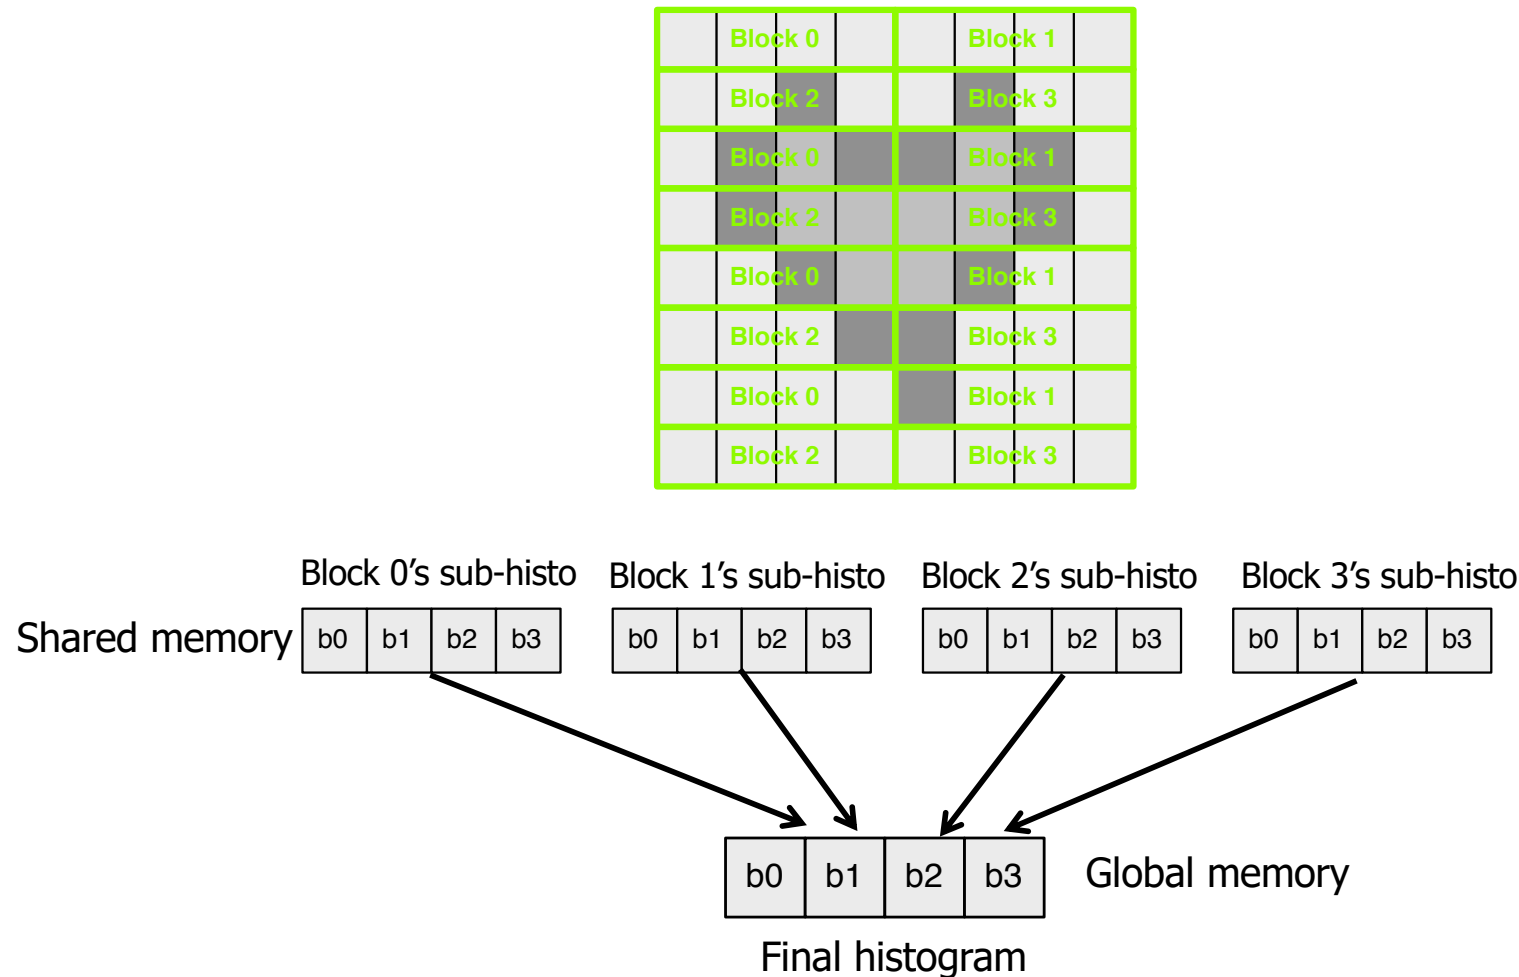 Block 0 Block 1
Block 2 Block 3
Block 0 Block 1
Block 2 Block 3
Block 0 Block 1
Block 2 Block 3
Block 0 Block 1
Block 2 Block 3
Block 0's sub-histo Block 1's sub-histo Block 2's sub-histo Block 3's sub-histo
Shared memory b0 b1 b2 b3 b0 b1 b2 b3 b0 b1 b2 b3 b0 b1 b2 b3
b0 b1 b2 b3 Global memory
Final histogram